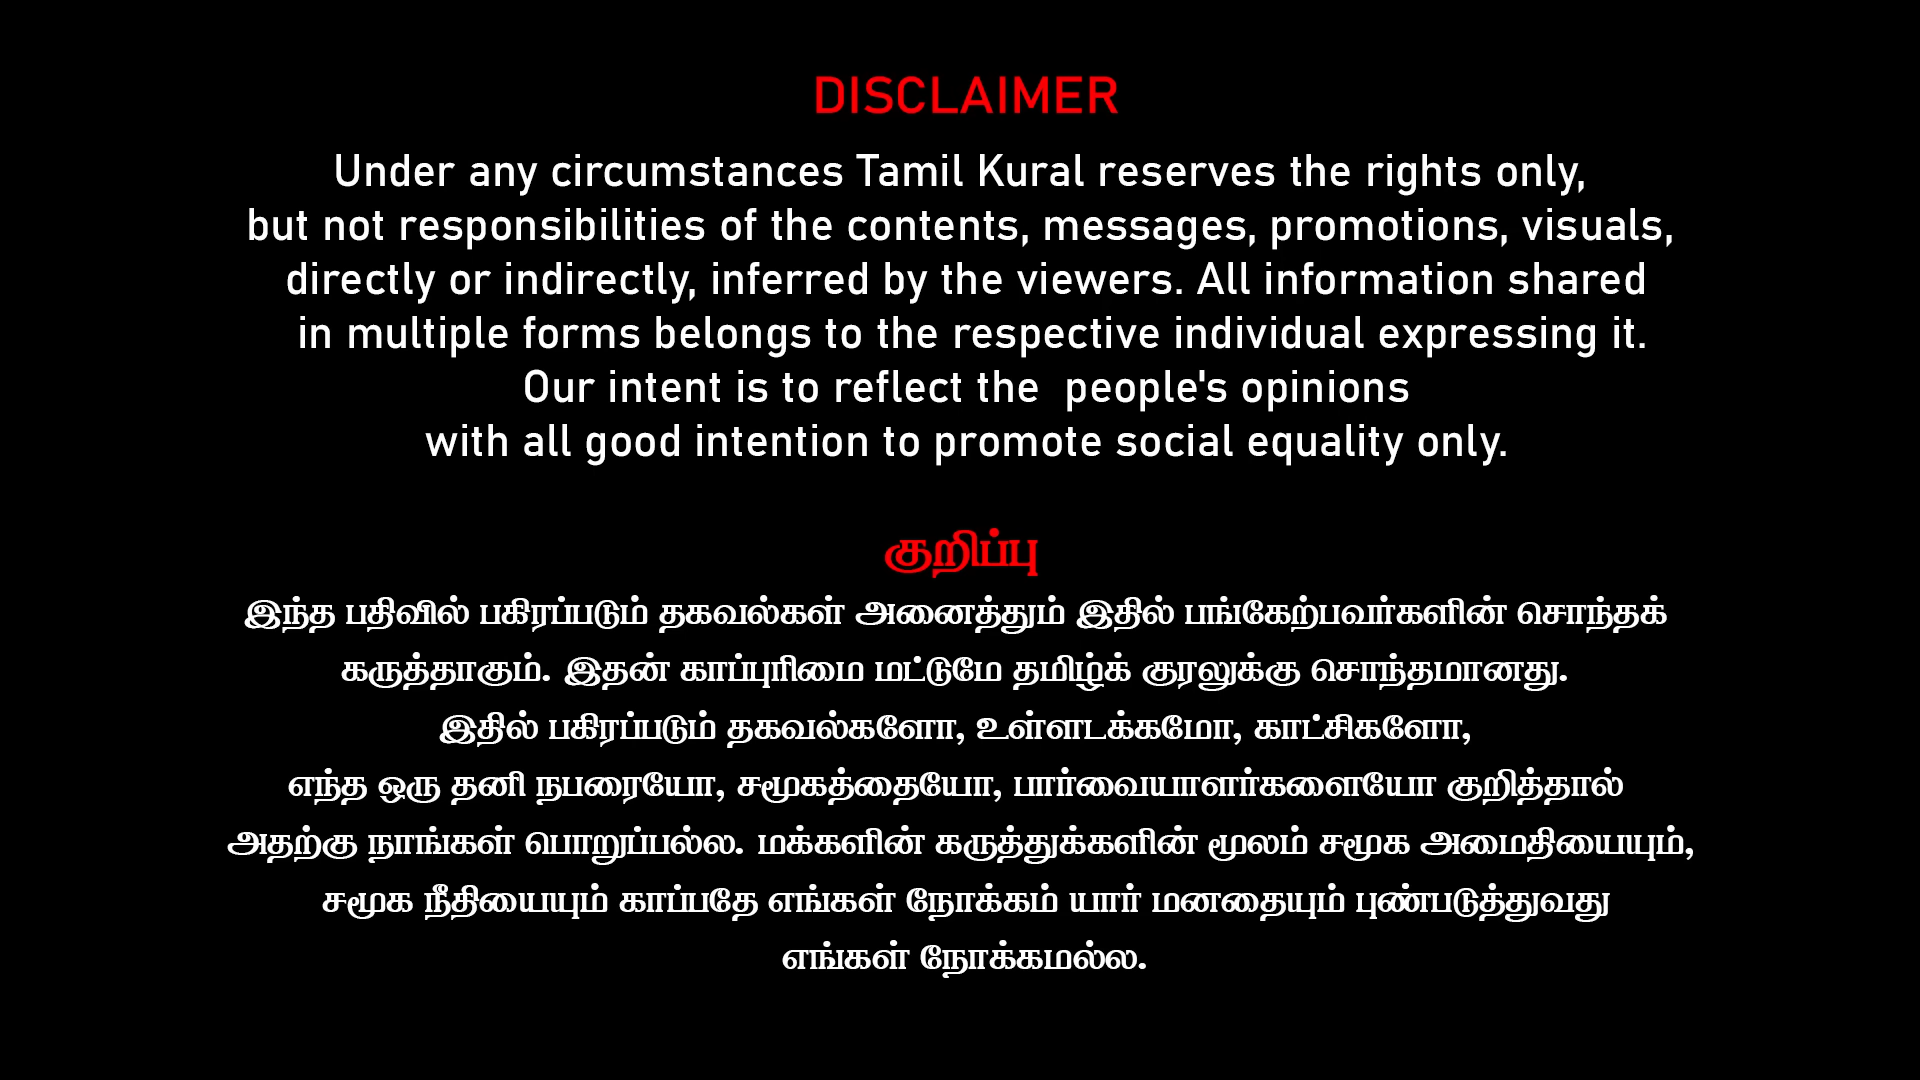 DISCLAIMER
Under any circumstances Tamil Kural reserves the rights only,
but not responsibilities of the contents, messages, promotions, visuals,
directly or indirectly, inferred by the viewers. All information shared
in multiple forms belongs to the respective individual expressing it.
Our intent is to reflect the  people's opinions
with all good intention to promote social equality only.
குறிப்பு
இந்த பதிவில் பகிரப்படும் தகவல்கள் அனைத்தும் இதில் பங்கேற்பவர்களின் சொந்தக்
கருத்தாகும். இதன் காப்புரிமை மட்டுமே தமிழ்க் குரலுக்கு சொந்தமானது.
இதில் பகிரப்படும் தகவல்களோ, உள்ளடக்கமோ, காட்சிகளோ,
எந்த ஒரு தனி நபரையோ, சமூகத்தையோ, பார்வையாளர்களையோ குறித்தால்
அதற்கு நாங்கள் பொறுப்பல்ல. மக்களின் கருத்துக்களின் மூலம் சமூக அமைதியையும்,
சமூக நீதியையும் காப்பதே எங்கள் நோக்கம் யார் மனதையும் புண்படுத்துவது
எங்கள் நோக்கமல்ல.